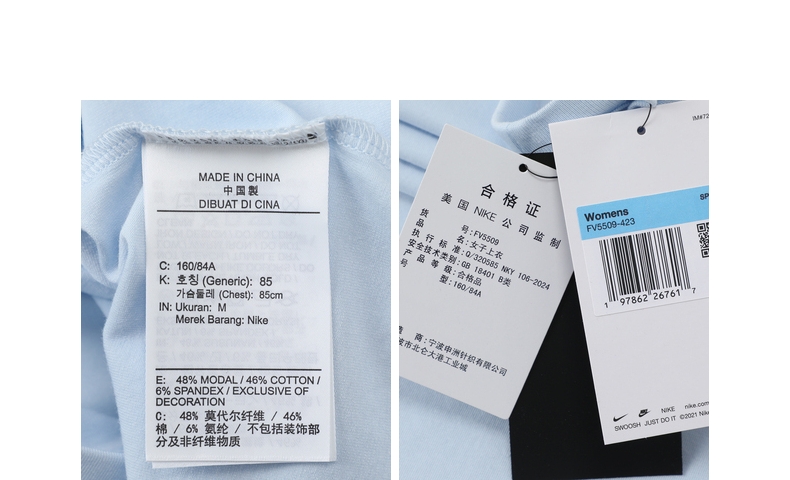 MADE IN CHINA
中国製
DIBUAT DI CINA
C: 160/84A
K: 호칭 (Generic): 85
가슴둘레 (Chest): 85cm
IN: Ukuran: M
Merek Barang: Nike
E: 48% MODAL / 46% COTTON /
6% SPANDEX / EXCLUSIVE OF
DECORATION
C: 48% 莫代尔纤维 / 46%
棉 / 6% 氨纶 / 不包括装饰部
分及非纤维物质
合格证
美国 NIKE 公司监制
货号: FV5509
品名: 女子上衣
执行标准: Q/320585 NKY 106-2024
安全技术类别: GB 18401 B类
产品等级: 合格品
号型: 160/84A
商: 宁波申洲针织有限公司
波市北仑大港工业城
IM#72
Womens
SP
FV5509-423
1 97862 26761 7
NIKE nike.com
SWOOSH JUST DO IT ©2021 Nike